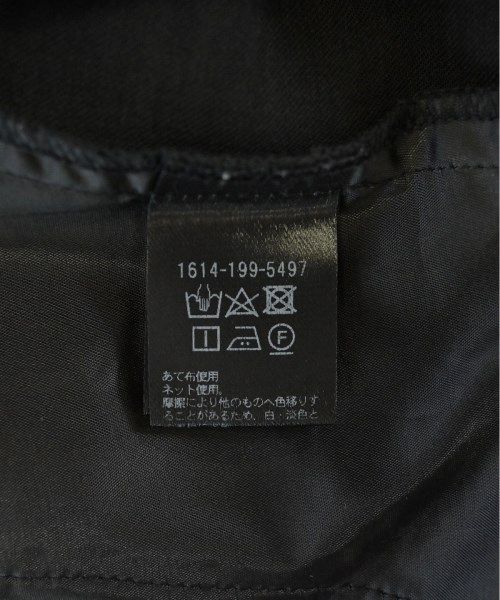 1614-199-5497
F
あて布使用
ネット使用。
摩擦により他のものへ色移りす
ることがあるため、白・淡色と